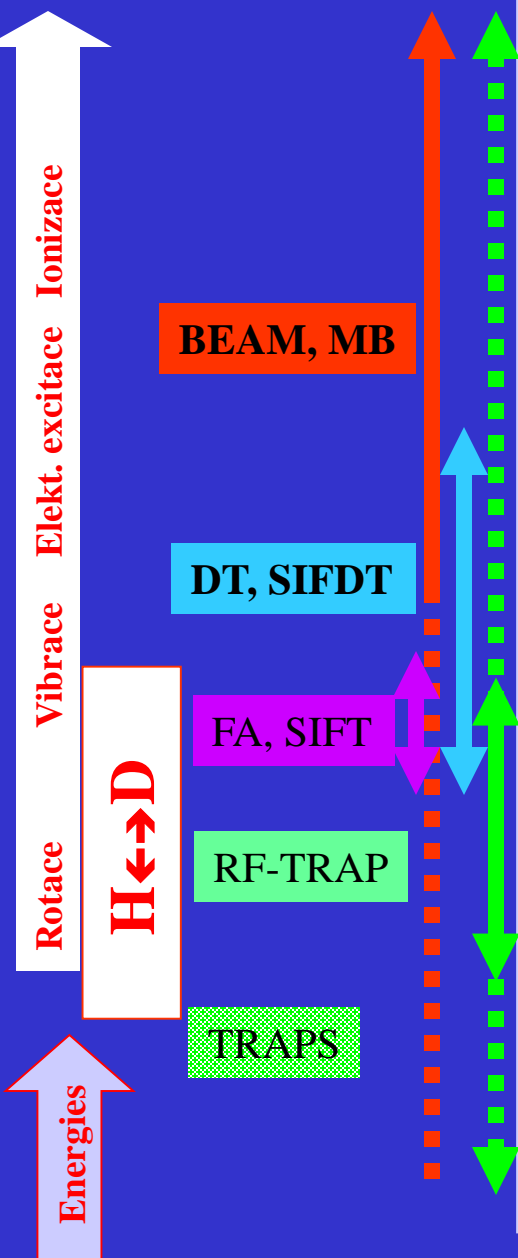 Ionizace
Elekt. excitace
Vibrace
Rotace
BEAM, MB
DT, SIFDT
FA, SIFT
H↔D
RF-TRAP
TRAPS
Energies